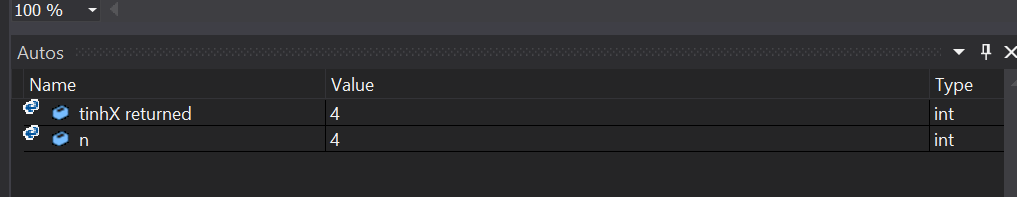 100 %
Autos
Name Value Type
tinhX returned 4 int
n 4 int